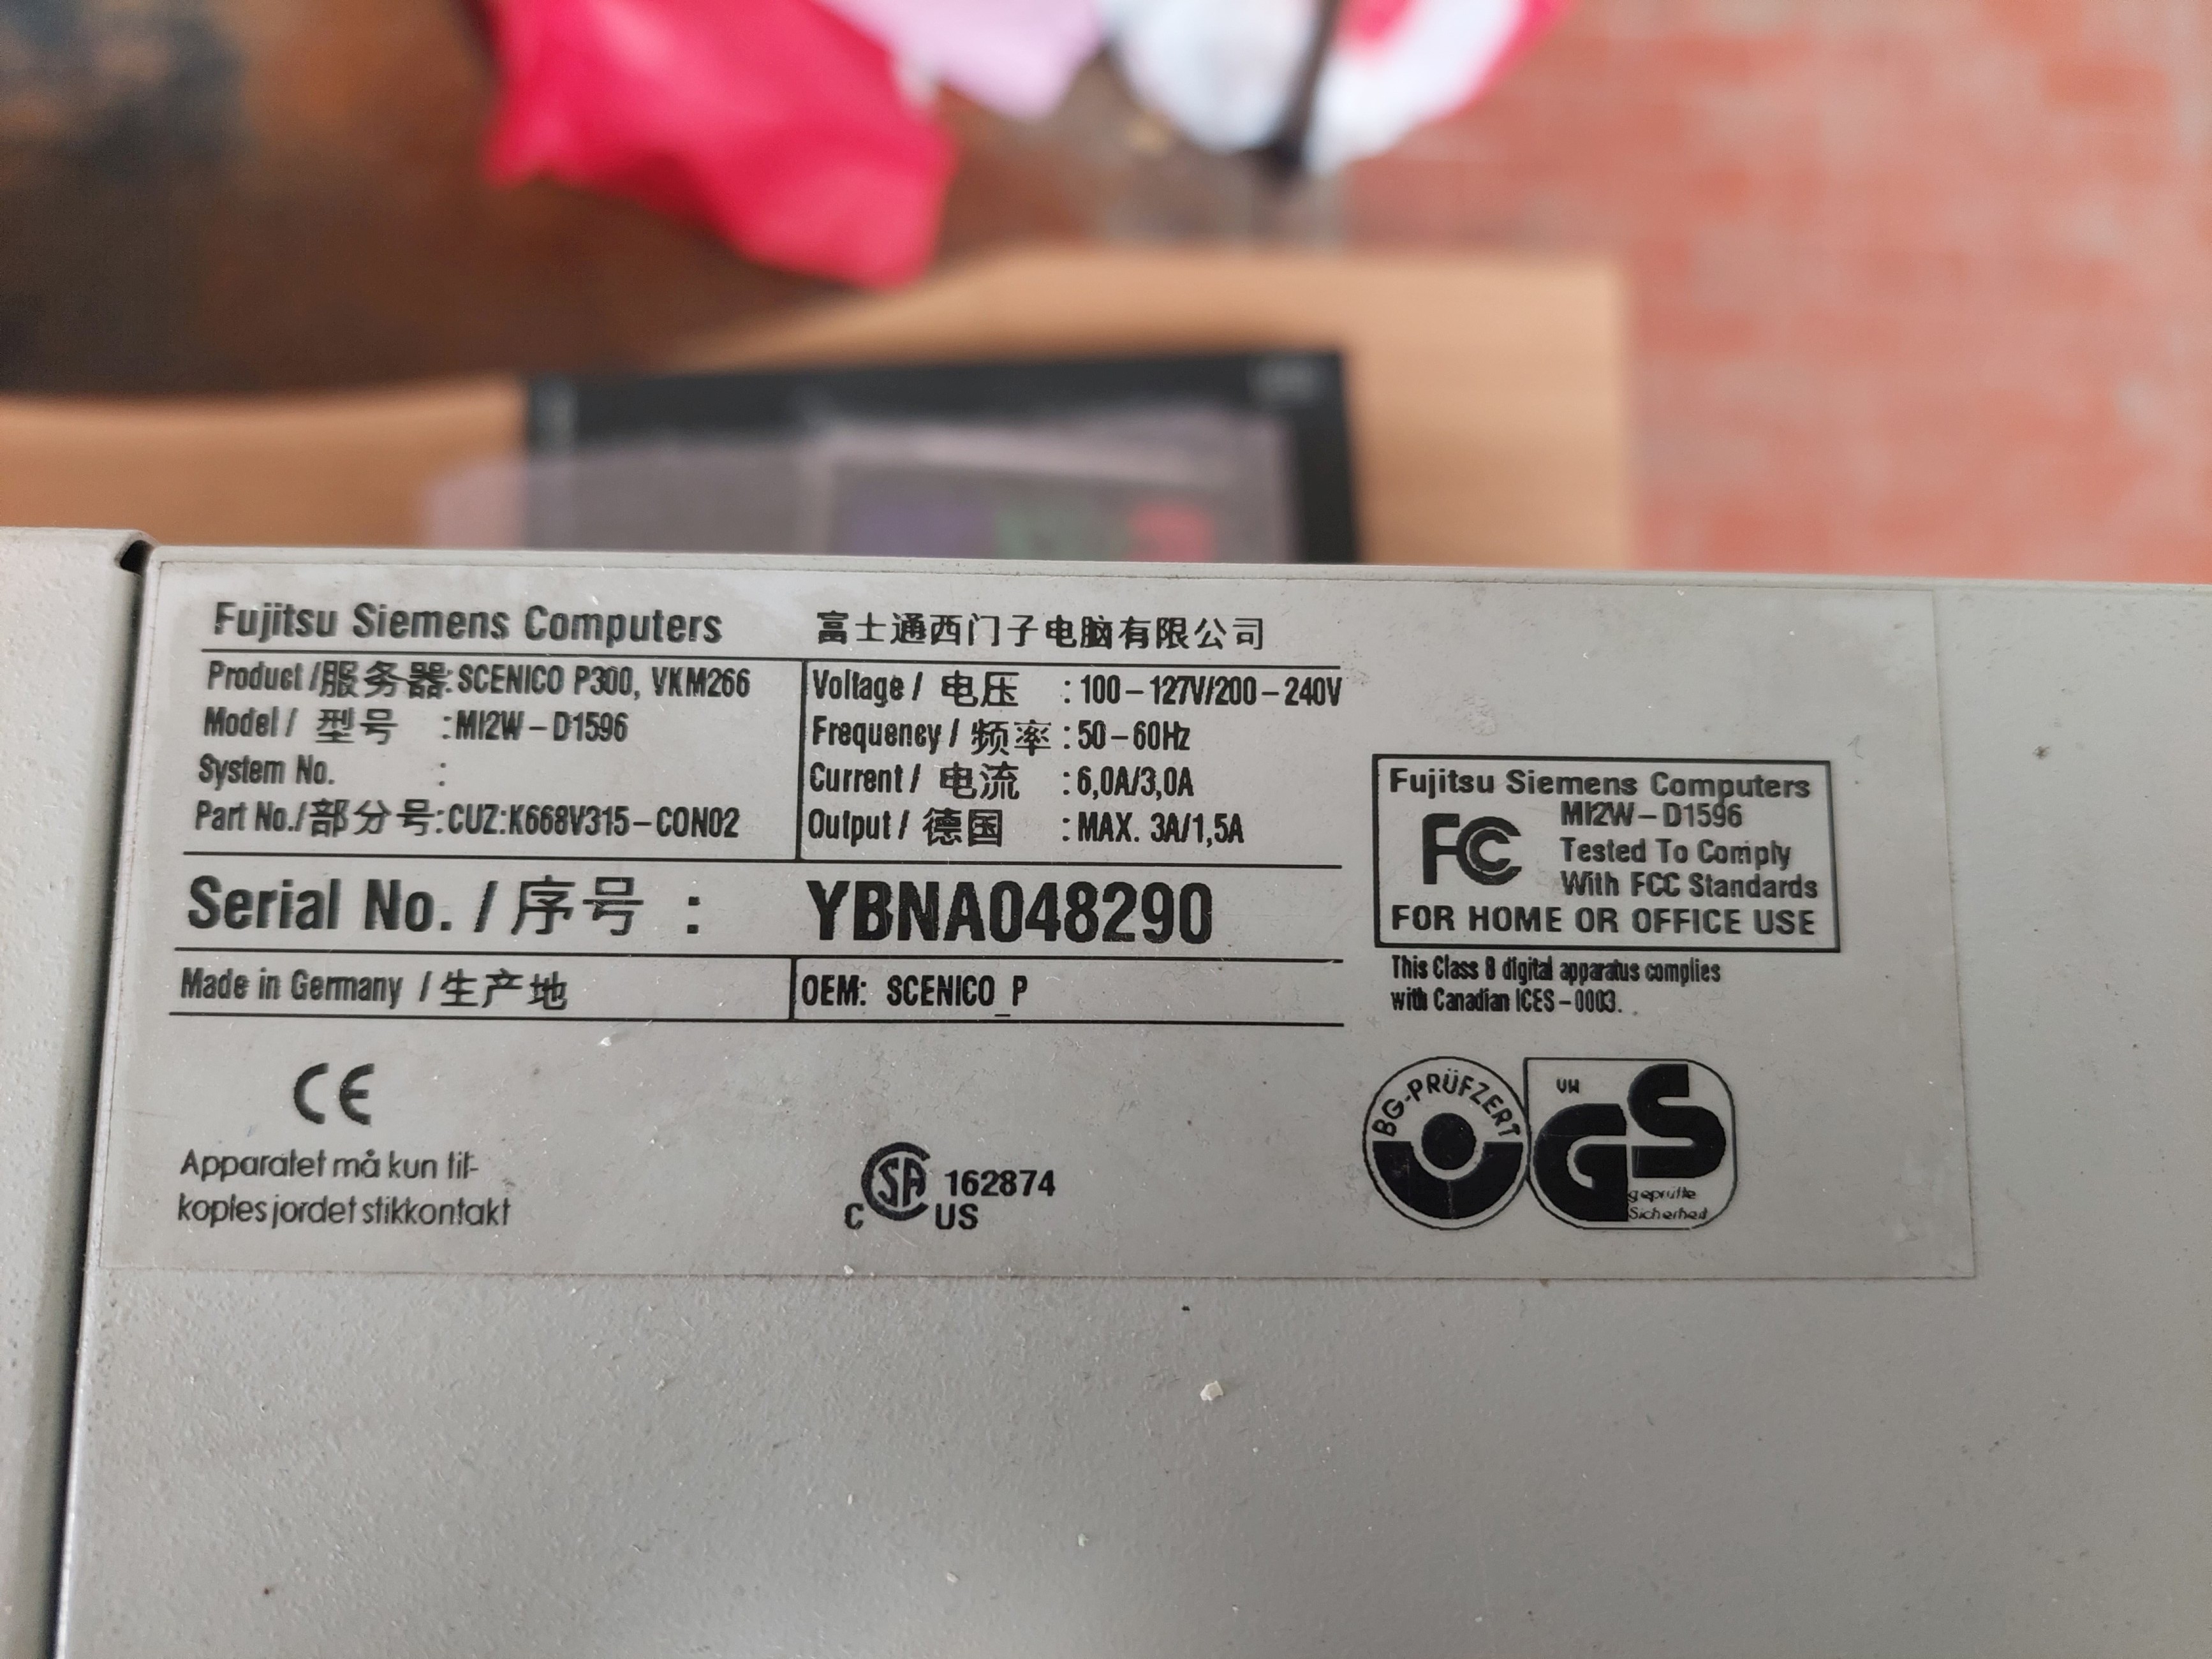 Fujitsu Siemens Computers 富士通西门子电脑有限公司
Product /服务器:SCENICO P300, VKM266
Model / 型号 :MI2W-D1596
System No. :
Part No./部分号:CUZ:K668V315-CON02
Voltage / 电压 :100-127V/200-240V
Frequency / 频率 :50-60Hz
Current / 电流 :6,0A/3,0A
Output / 德国 :MAX. 3A/1,5A
Serial No. / 序号 : YBNA048290
Made in Germany / 生产地
OEM: SCENICO_P
Fujitsu Siemens Computers
MI2W-D1596
FC Tested To Comply
With FCC Standards
FOR HOME OR OFFICE USE
This Class B digital apparatus complies
with Canadian ICES-0003.
CE
Apparatet må kun til-
koples jordet stikkontakt
C SA US 162874
BG-PRÜFZERT
GS
geprüfte
Sicherheit